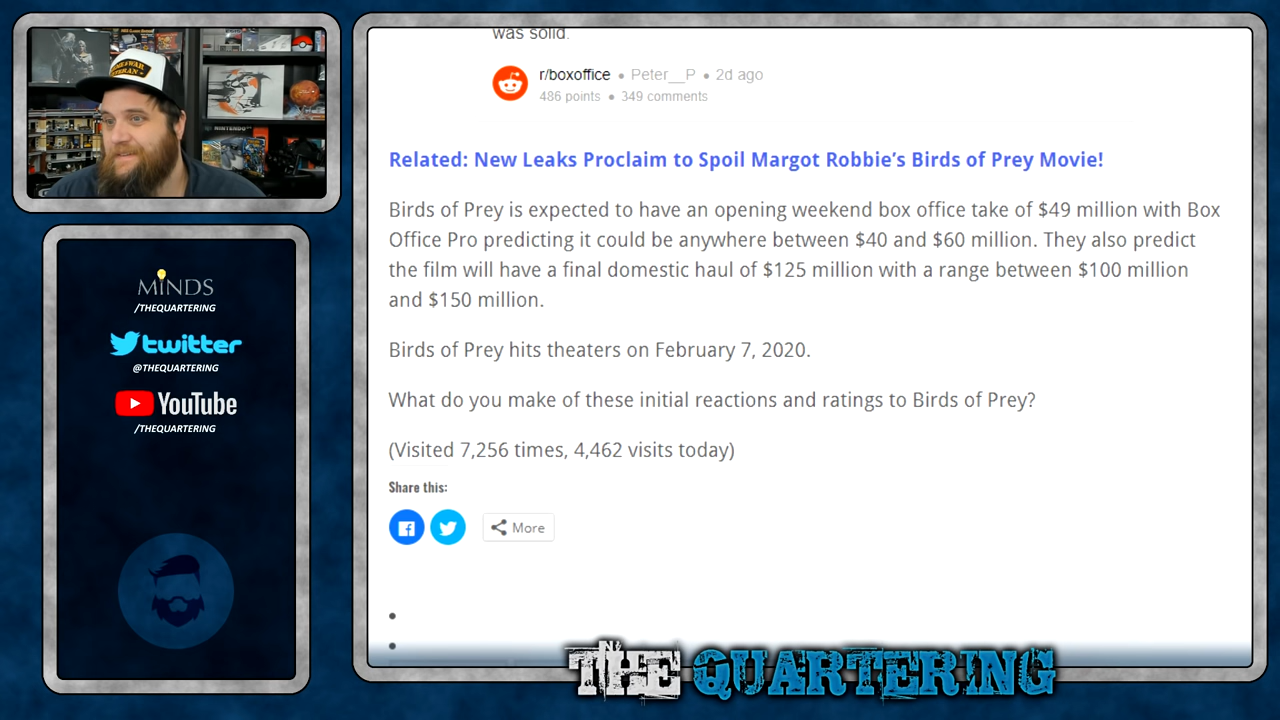 was solid.
r/boxoffice • Peter__P • 2d ago
486 points • 349 comments
Related: New Leaks Proclaim to Spoil Margot Robbie's Birds of Prey Movie!
Birds of Prey is expected to have an opening weekend box office take of $49 million with Box
Office Pro predicting it could be anywhere between $40 and $60 million. They also predict
the film will have a final domestic haul of $125 million with a range between $100 million
and $150 million.
Birds of Prey hits theaters on February 7, 2020.
What do you make of these initial reactions and ratings to Birds of Prey?
(Visited 7,256 times, 4,462 visits today)
Share this:
More
MINDS
/THEQUARTERING
twitter
@THEQUARTERING
YouTube
/THEQUARTERING
THE QUARTERING
NINTENDO